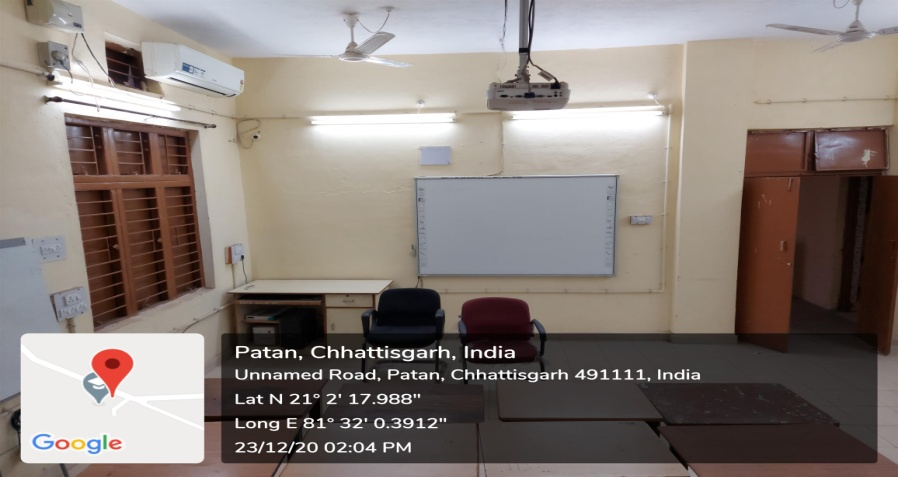 Patan, Chhattisgarh, India
Unnamed Road, Patan, Chhattisgarh 491111, India
Lat N 21° 2' 17.988"
Long E 81° 32' 0.3912"
23/12/20 02:04 PM
Google